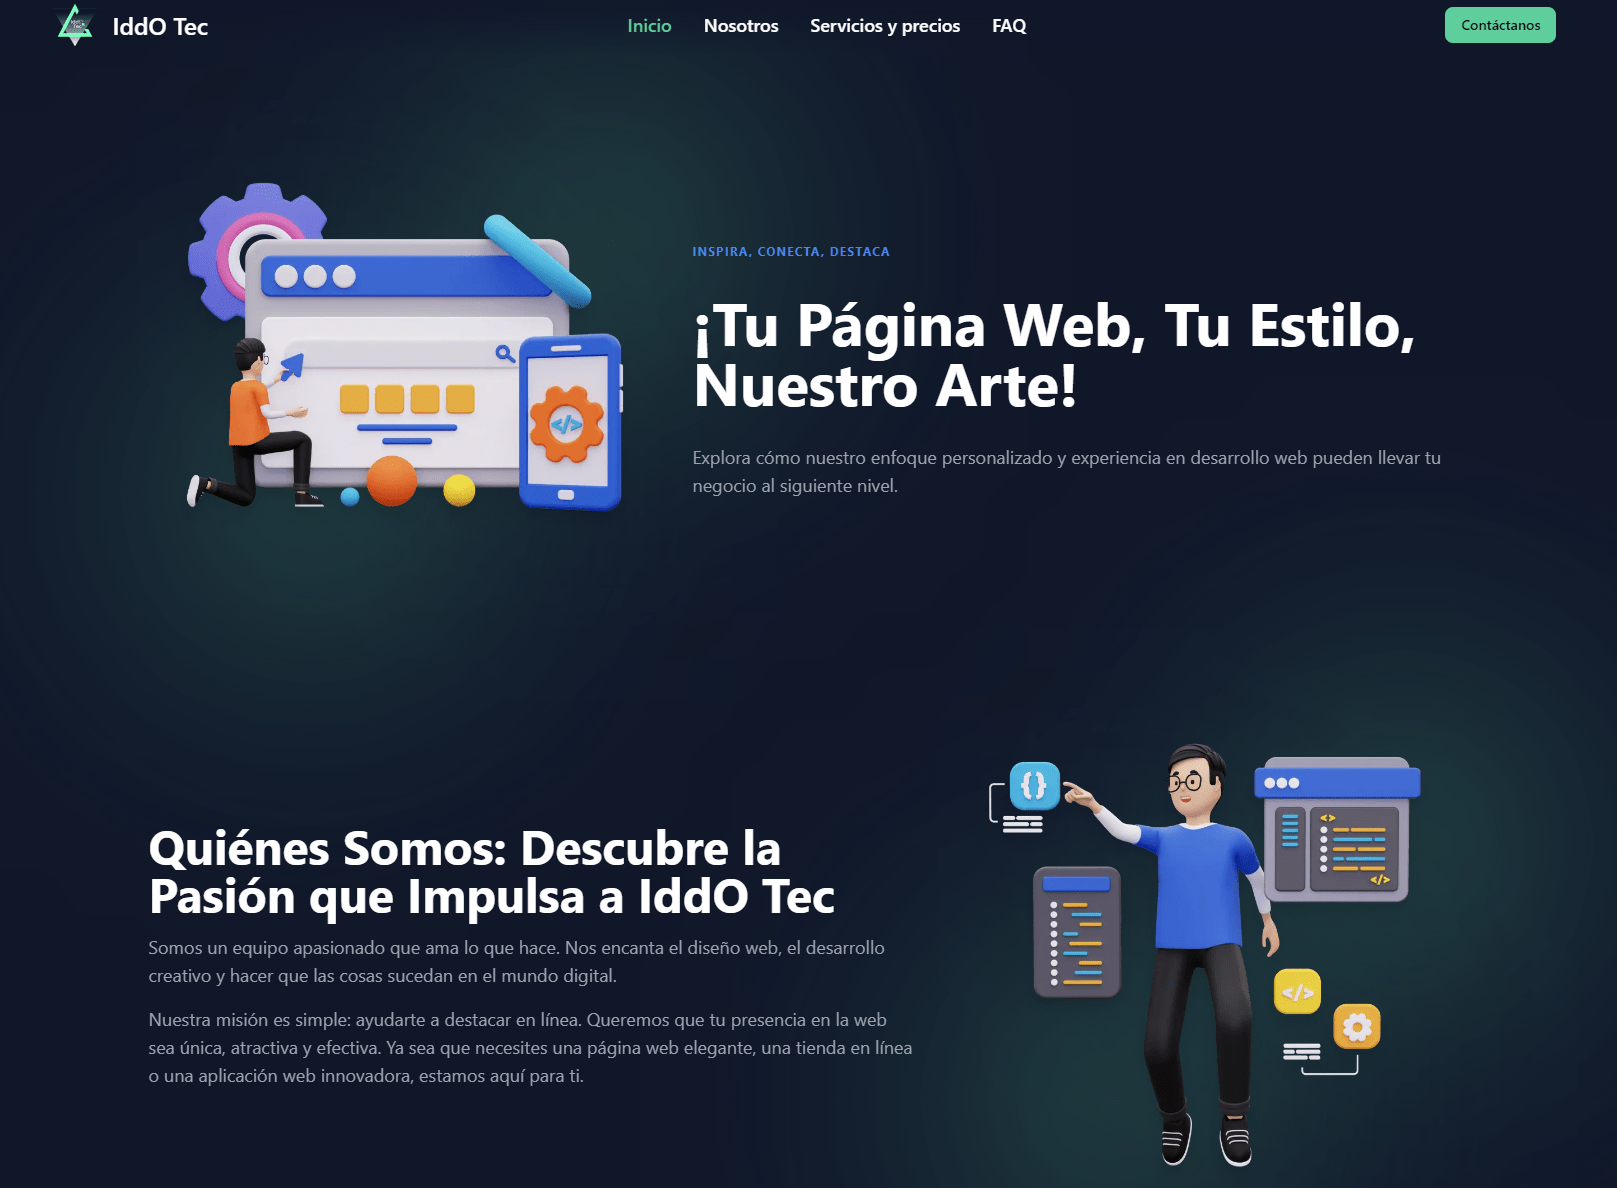 IddO Tec
Inicio
Nosotros
Servicios y precios
FAQ
Contáctanos
INSPIRA, CONECTA, DESTACA
¡Tu Página Web, Tu Estilo,
Nuestro Arte!
Explora cómo nuestro enfoque personalizado y experiencia en desarrollo web pueden llevar tu
negocio al siguiente nivel.
</>
Quiénes Somos: Descubre la
Pasión que Impulsa a IddO Tec
Somos un equipo apasionado que ama lo que hace. Nos encanta el diseño web, el desarrollo
creativo y hacer que las cosas sucedan en el mundo digital.
Nuestra misión es simple: ayudarte a destacar en línea. Queremos que tu presencia en la web
sea única, atractiva y efectiva. Ya sea que necesites una página web elegante, una tienda en línea
o una aplicación web innovadora, estamos aquí para ti.
{}
<>
</>
</>